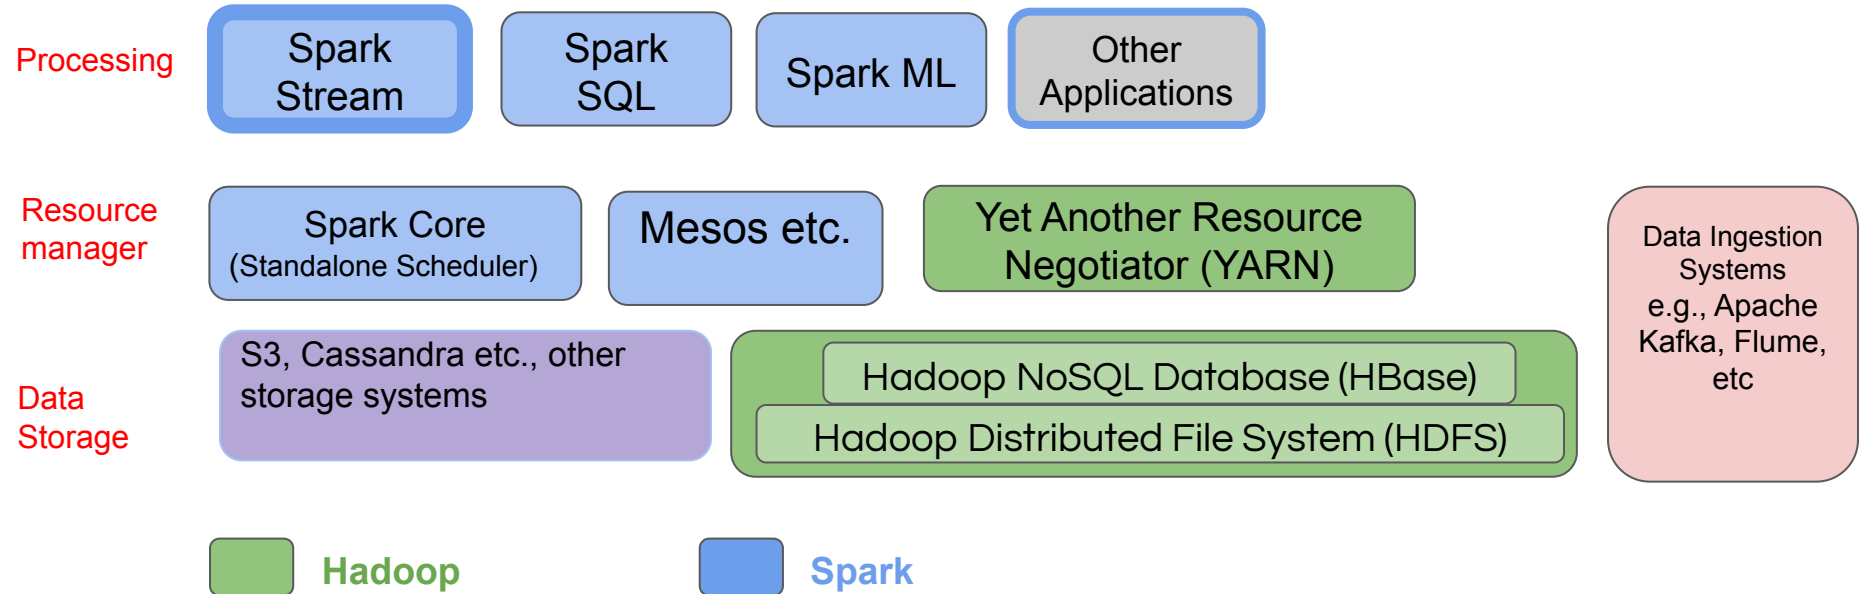 Processing
Spark
Stream
Spark
SQL
Spark ML
Other
Applications
Resource
manager
Spark Core
(Standalone Scheduler)
Mesos etc.
Yet Another Resource
Negotiator (YARN)
Data Ingestion
Systems
e.g., Apache
Kafka, Flume,
etc
Data
Storage
S3, Cassandra etc., other
storage systems
Hadoop NoSQL Database (HBase)
Hadoop Distributed File System (HDFS)
Hadoop
Spark